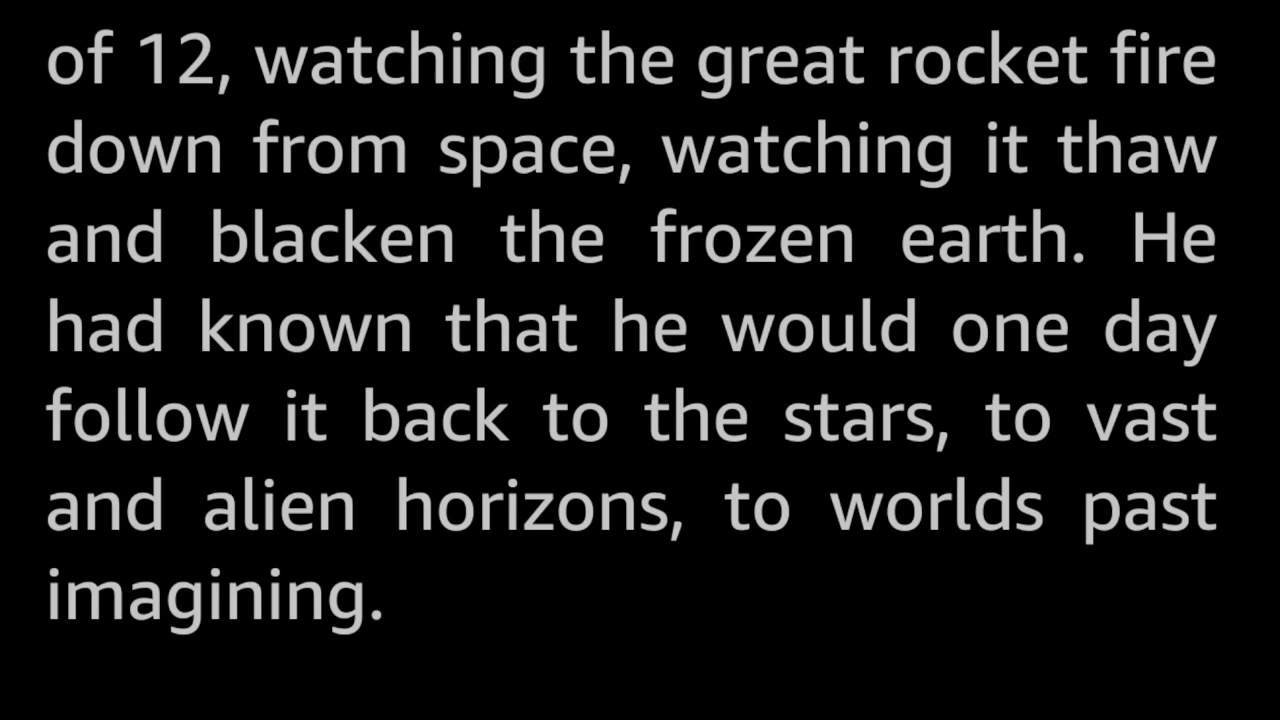 of 12, watching the great rocket fire
down from space, watching it thaw
and blacken the frozen earth. He
had known that he would one day
follow it back to the stars, to vast
and alien horizons, to worlds past
imagining.